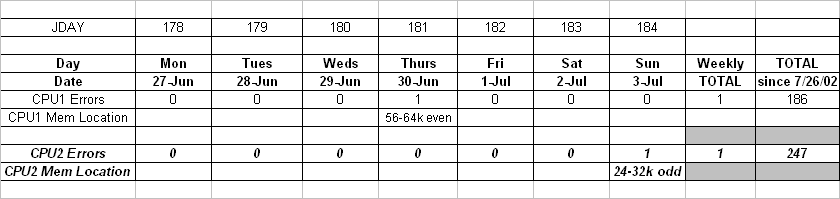 JDAY 178 179 180 181 182 183 184
Day Mon Tues Weds Thurs Fri Sat Sun Weekly TOTAL
Date 27-Jun 28-Jun 29-Jun 30-Jun 1-Jul 2-Jul 3-Jul TOTAL since 7/26/02
CPU1 Errors 0 0 0 1 0 0 0 1 186
CPU1 Mem Location 56-64k even
CPU2 Errors 0 0 0 0 0 0 1 1 247
CPU2 Mem Location 24-32k odd